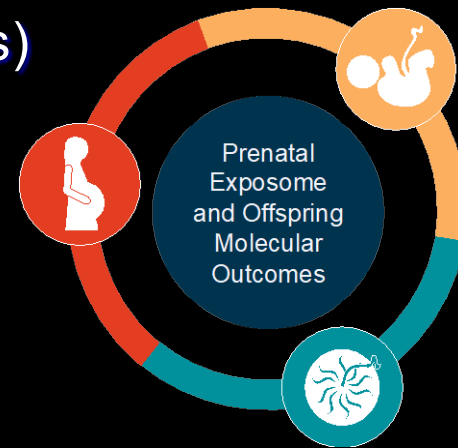 s)
Prenatal
Exposome
and Offspring
Molecular
Outcomes